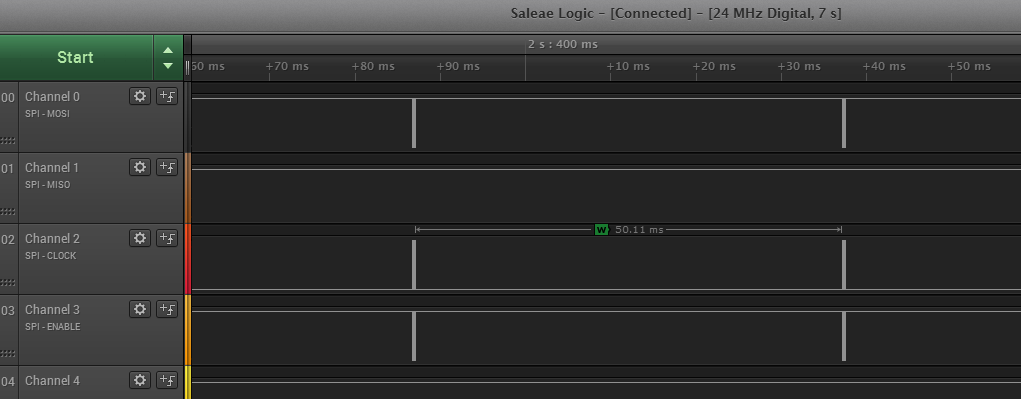 Saleae Logic - [Connected] - [24 MHz Digital, 7 s]
Start
2 s : 400 ms
60 ms +70 ms +80 ms +90 ms +10 ms +20 ms +30 ms +40 ms +50 ms
00 Channel 0
SPI - MOSI
01 Channel 1
SPI - MISO
W 50.11 ms
02 Channel 2
SPI - CLOCK
03 Channel 3
SPI - ENABLE
04 Channel 4